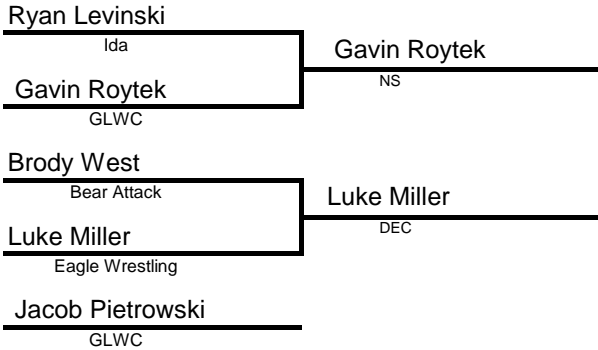 Ryan Levinski
Ida
Gavin Roytek
NS
Gavin Roytek
GLWC
Brody West
Bear Attack
Luke Miller
DEC
Luke Miller
Eagle Wrestling
Jacob Pietrowski
GLWC